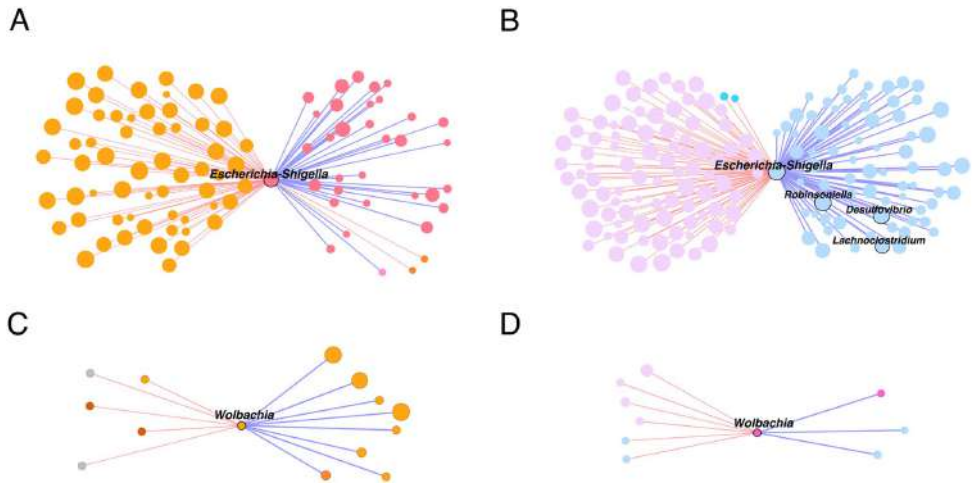 A
B
Escherichia-Shigella
Escherichia-Shigella
Robinsoniella
Desulfovibrio
Lachnoclostridium
C
D
Wolbachia
Wolbachia